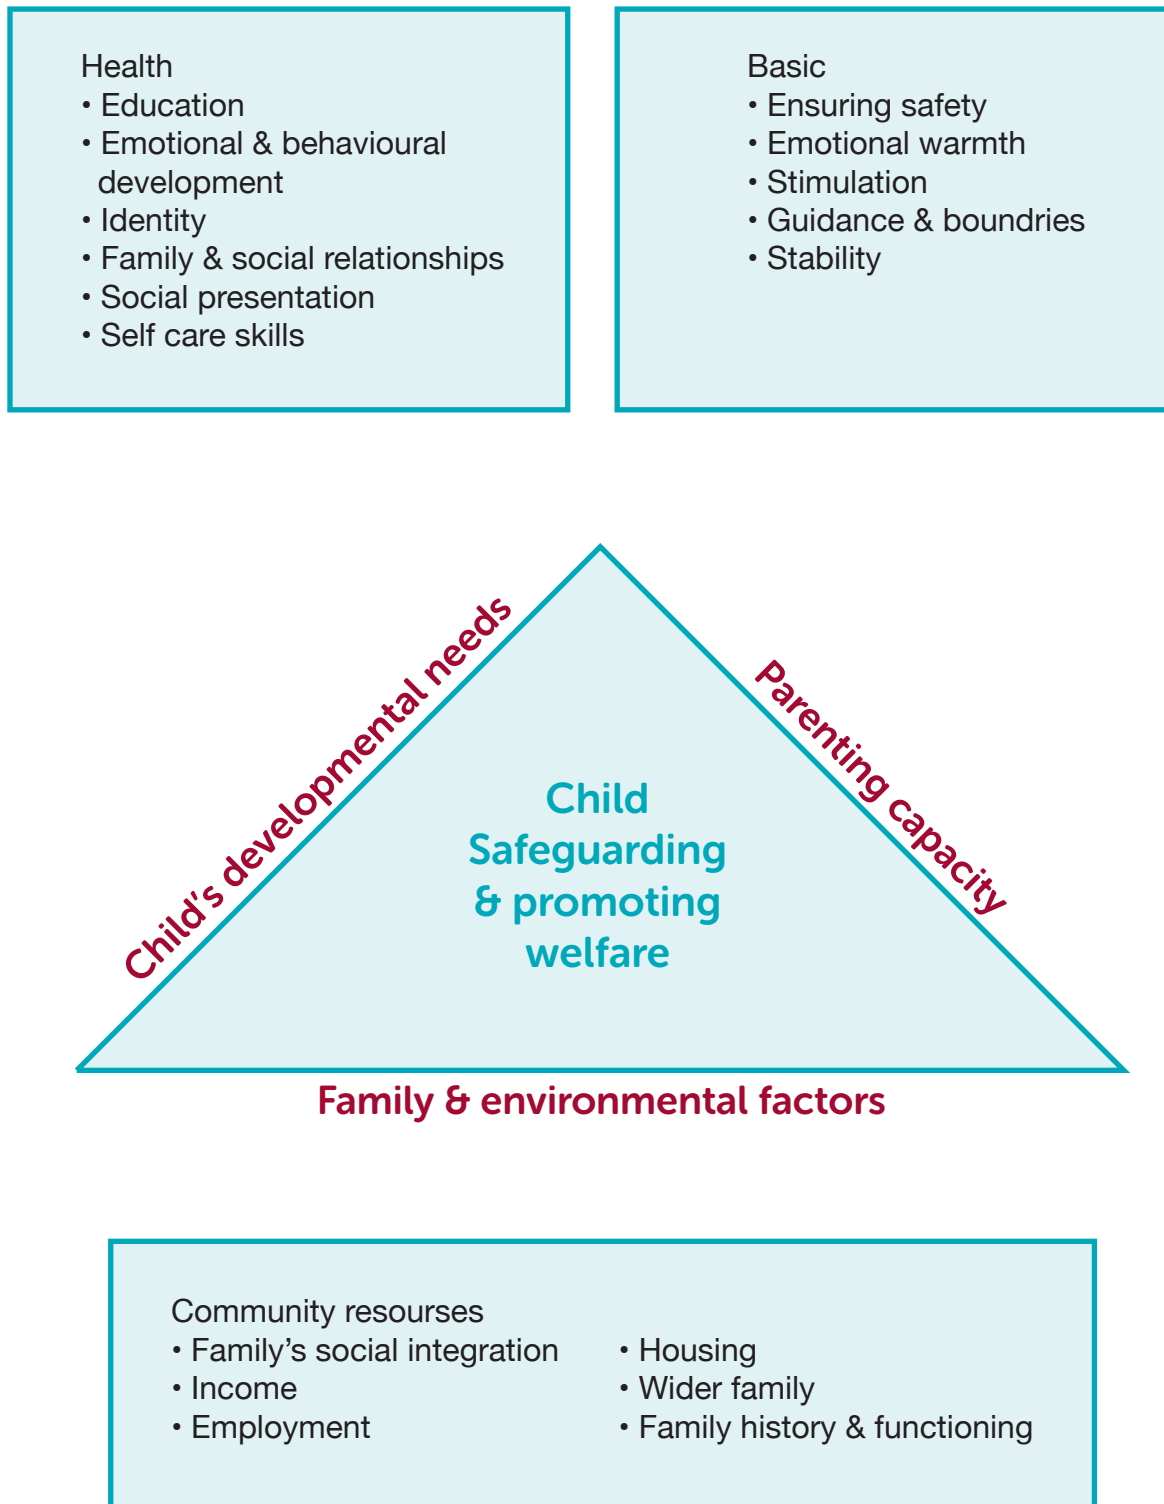 Health
• Education
• Emotional & behavioural
development
• Identity
• Family & social relationships
• Social presentation
• Self care skills
Basic
• Ensuring safety
• Emotional warmth
• Stimulation
• Guidance & boundries
• Stability
Child's developmental needs
Parenting capacity
Child
Safeguarding
& promoting
welfare
Family & environmental factors
Community resourses
• Family’s social integration
• Income
• Employment
• Housing
• Wider family
• Family history & functioning